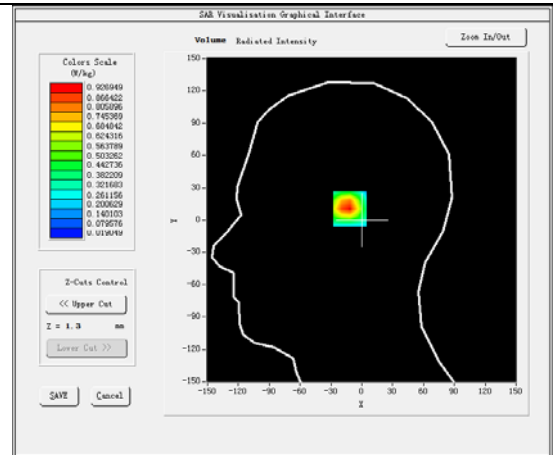 SAR Visualisation Graphical Interface
Volume Radiated Intensity
Zoom In/Out
Colors Scale
(W/kg)
0.926949
0.866422
0.805896
0.745369
0.684842
0.624316
0.563789
0.503262
0.442736
0.382209
0.321683
0.261156
0.200629
0.140103
0.079576
0.019049
150
120
90
60
30
0
-30
-60
-90
-120
-150
Y
-150 -120 -90 -60 -30 0 30 60 90 120 150
X
Z-Cuts Control
<< Upper Cut
Z = 1.3 mm
Lower Cut >>
SAVE
Cancel